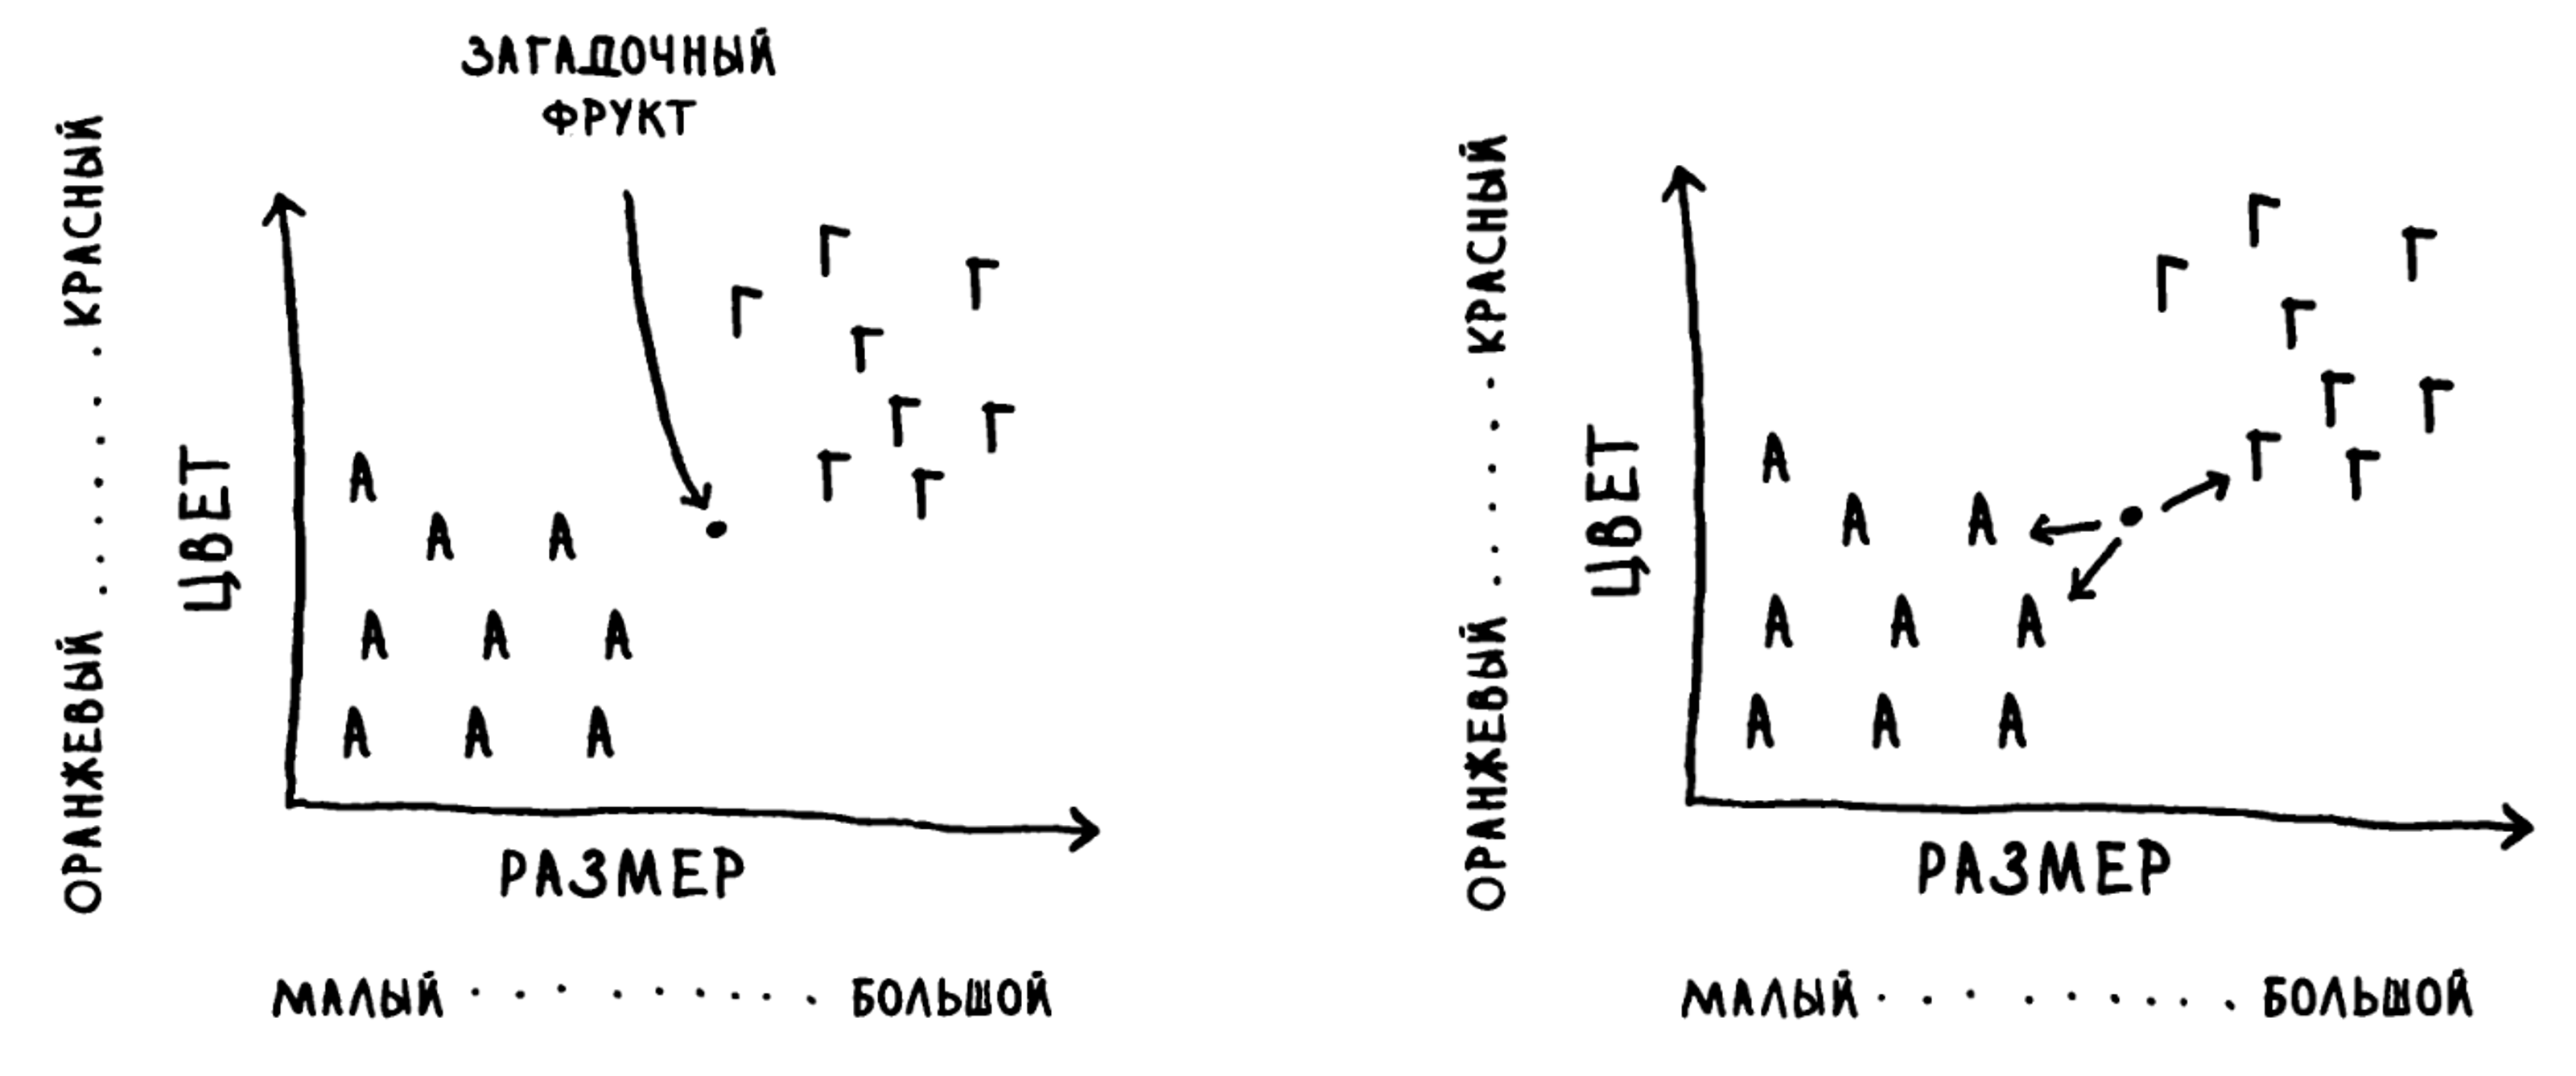 ЗАГАДОЧНЫЙ
ФРУКТ
ОРАНЖЕВЫЙ . . . . . . . . КРАСНЫЙ
ЦВЕТ
Г
Г
Г
Г
Г
Г
Г
Г
А
А А
А А А
А А А
РАЗМЕР
МАЛЫЙ . . . . . . . . . БОЛЬШОЙ
ОРАНЖЕВЫЙ . . . . . . КРАСНЫЙ
ЦВЕТ
Г
Г
Г
Г
Г
Г
Г
Г
А
А А
А А А
А А А
РАЗМЕР
МАЛЫЙ . . . . . . . . . БОЛЬШОЙ